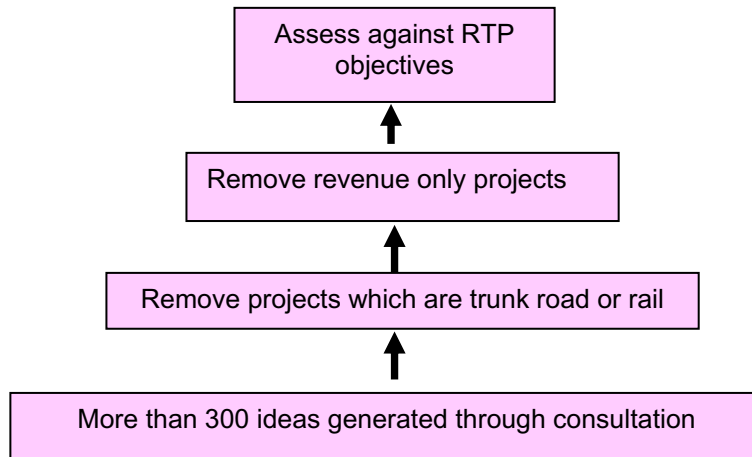 Assess against RTP
objectives
Remove revenue only projects
Remove projects which are trunk road or rail
More than 300 ideas generated through consultation